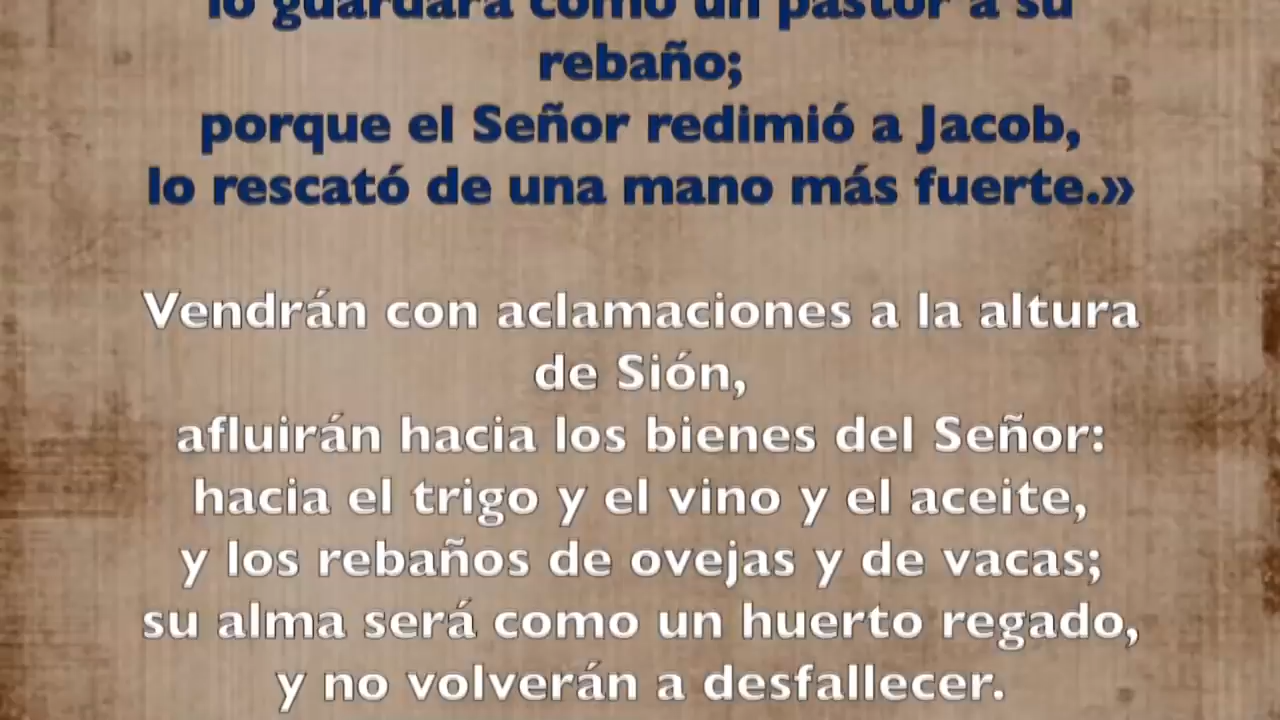 lo guardará como un pastor a su
rebaño;
porque el Señor redimió a Jacob,
lo rescató de una mano más fuerte.»
Vendrán con aclamaciones a la altura
de Sión,
afluirán hacia los bienes del Señor:
hacia el trigo y el vino y el aceite,
y los rebaños de ovejas y de vacas;
su alma será como un huerto regado,
y no volverán a desfallecer.